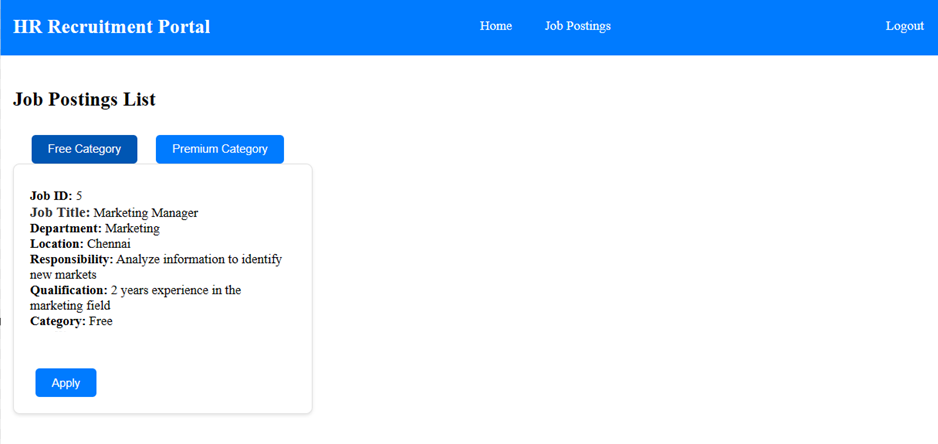 HR Recruitment Portal Home Job Postings Logout
Job Postings List
Free Category Premium Category
Job ID: 5
Job Title: Marketing Manager
Department: Marketing
Location: Chennai
Responsibility: Analyze information to identify
new markets
Qualification: 2 years experience in the
marketing field
Category: Free
Apply